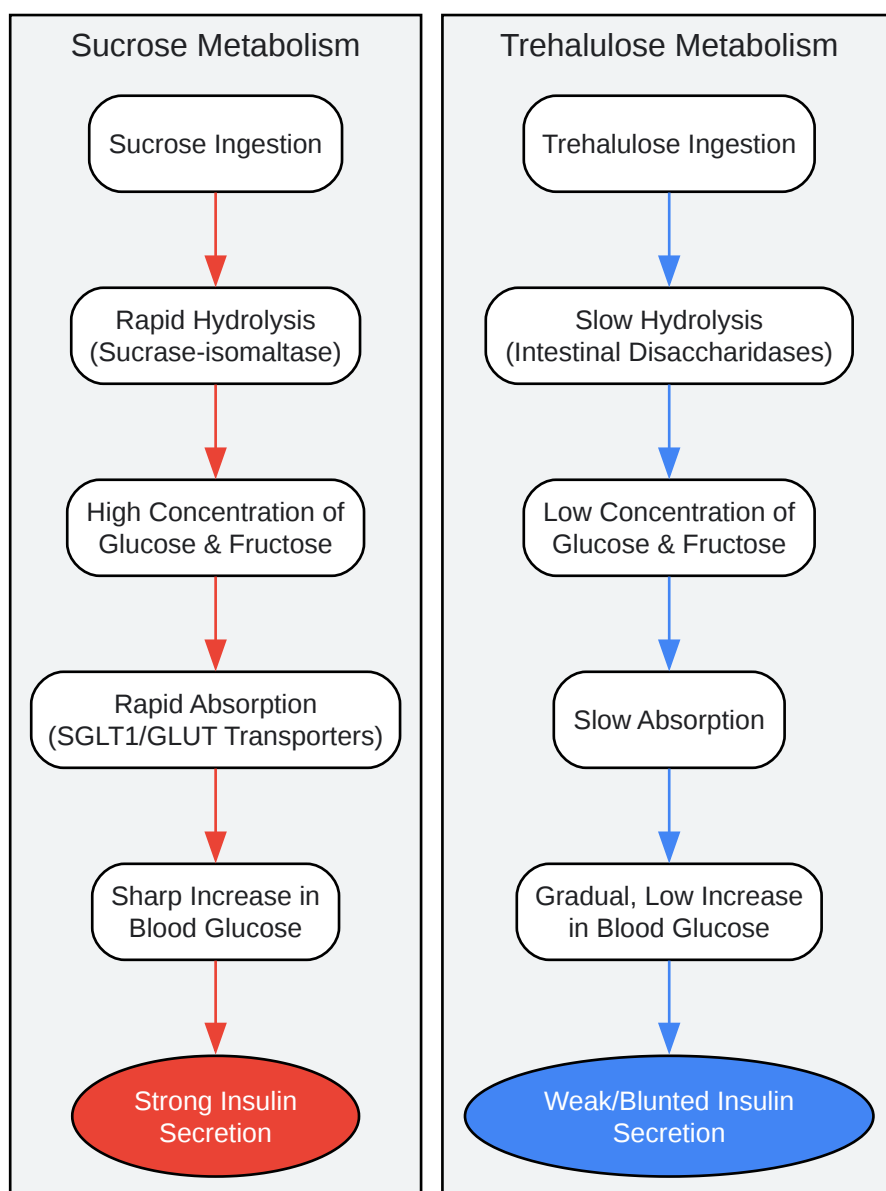 Sucrose Metabolism
Sucrose Ingestion
Rapid Hydrolysis
(Sucrase-isomaltase)
High Concentration of
Glucose & Fructose
Rapid Absorption
(SGLT1/GLUT Transporters)
Sharp Increase in
Blood Glucose
Strong Insulin
Secretion
Trehalulose Metabolism
Trehalulose Ingestion
Slow Hydrolysis
(Intestinal Disaccharidases)
Low Concentration of
Glucose & Fructose
Slow Absorption
Gradual, Low Increase
in Blood Glucose
Weak/Blunted Insulin
Secretion